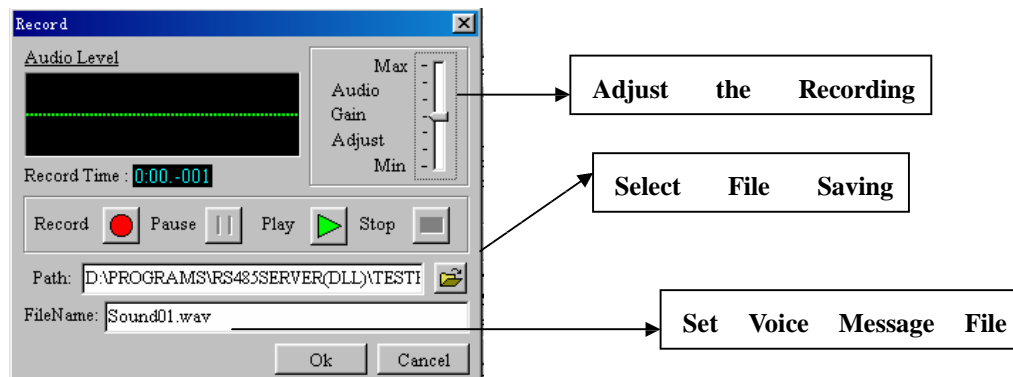 Record
Audio Level
Max
Audio
Gain
Adjust
Min
Record Time : 0:00.-001
Record Pause Play Stop
Path: D:\PROGRAMS\RS485SERVER(DLL)\TEST
FileName: Sound01.wav
Ok Cancel
Adjust the Recording
Select File Saving
Set Voice Message File